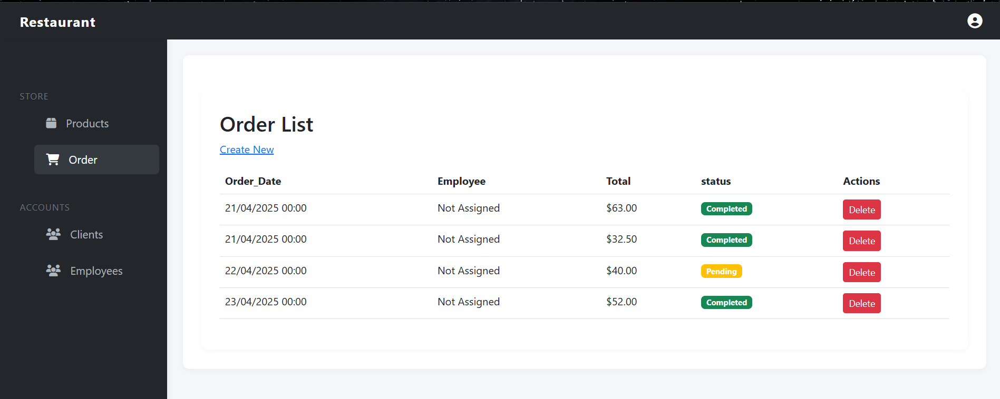 Restaurant
STORE
Products
Order
ACCOUNTS
Clients
Employees
Order List
Create New
Order_Date Employee Total status Actions
21/04/2025 00:00 Not Assigned $63.00 Completed Delete
21/04/2025 00:00 Not Assigned $32.50 Completed Delete
22/04/2025 00:00 Not Assigned $40.00 Pending Delete
23/04/2025 00:00 Not Assigned $52.00 Completed Delete